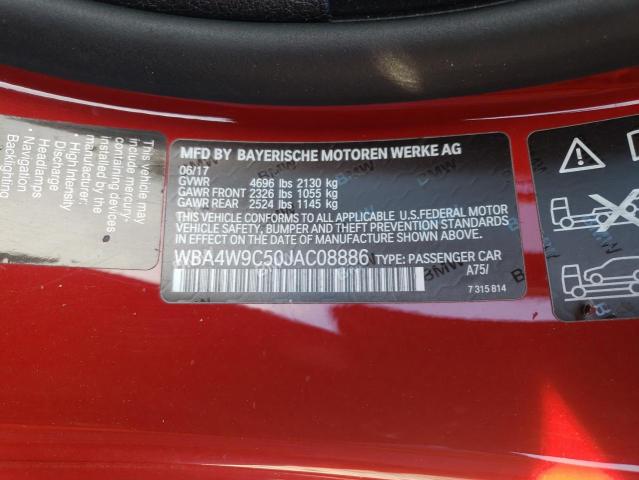 MFD BY BAYERISCHE MOTOREN WERKE AG
06/17
GVWR 4696 lbs 2130 kg
GAWR FRONT 2326 lbs 1055 kg
GAWR REAR 2524 lbs 1145 kg
THIS VEHICLE CONFORMS TO ALL APPLICABLE U.S.FEDERAL MOTOR
VEHICLE SAFETY, BUMPER AND THEFT PREVENTION STANDARDS
IN EFFECT ON THE DATE OF MANUFACTURE SHOWN ABOVE.
WBA4W9C50JAC08886 TYPE: PASSENGER CAR
A75/
7 315 814
This vehicle may
include mercury-
containing devices
installed by the
manufacturer:
• High Intensity
Discharge
Headlamps
• Navigation